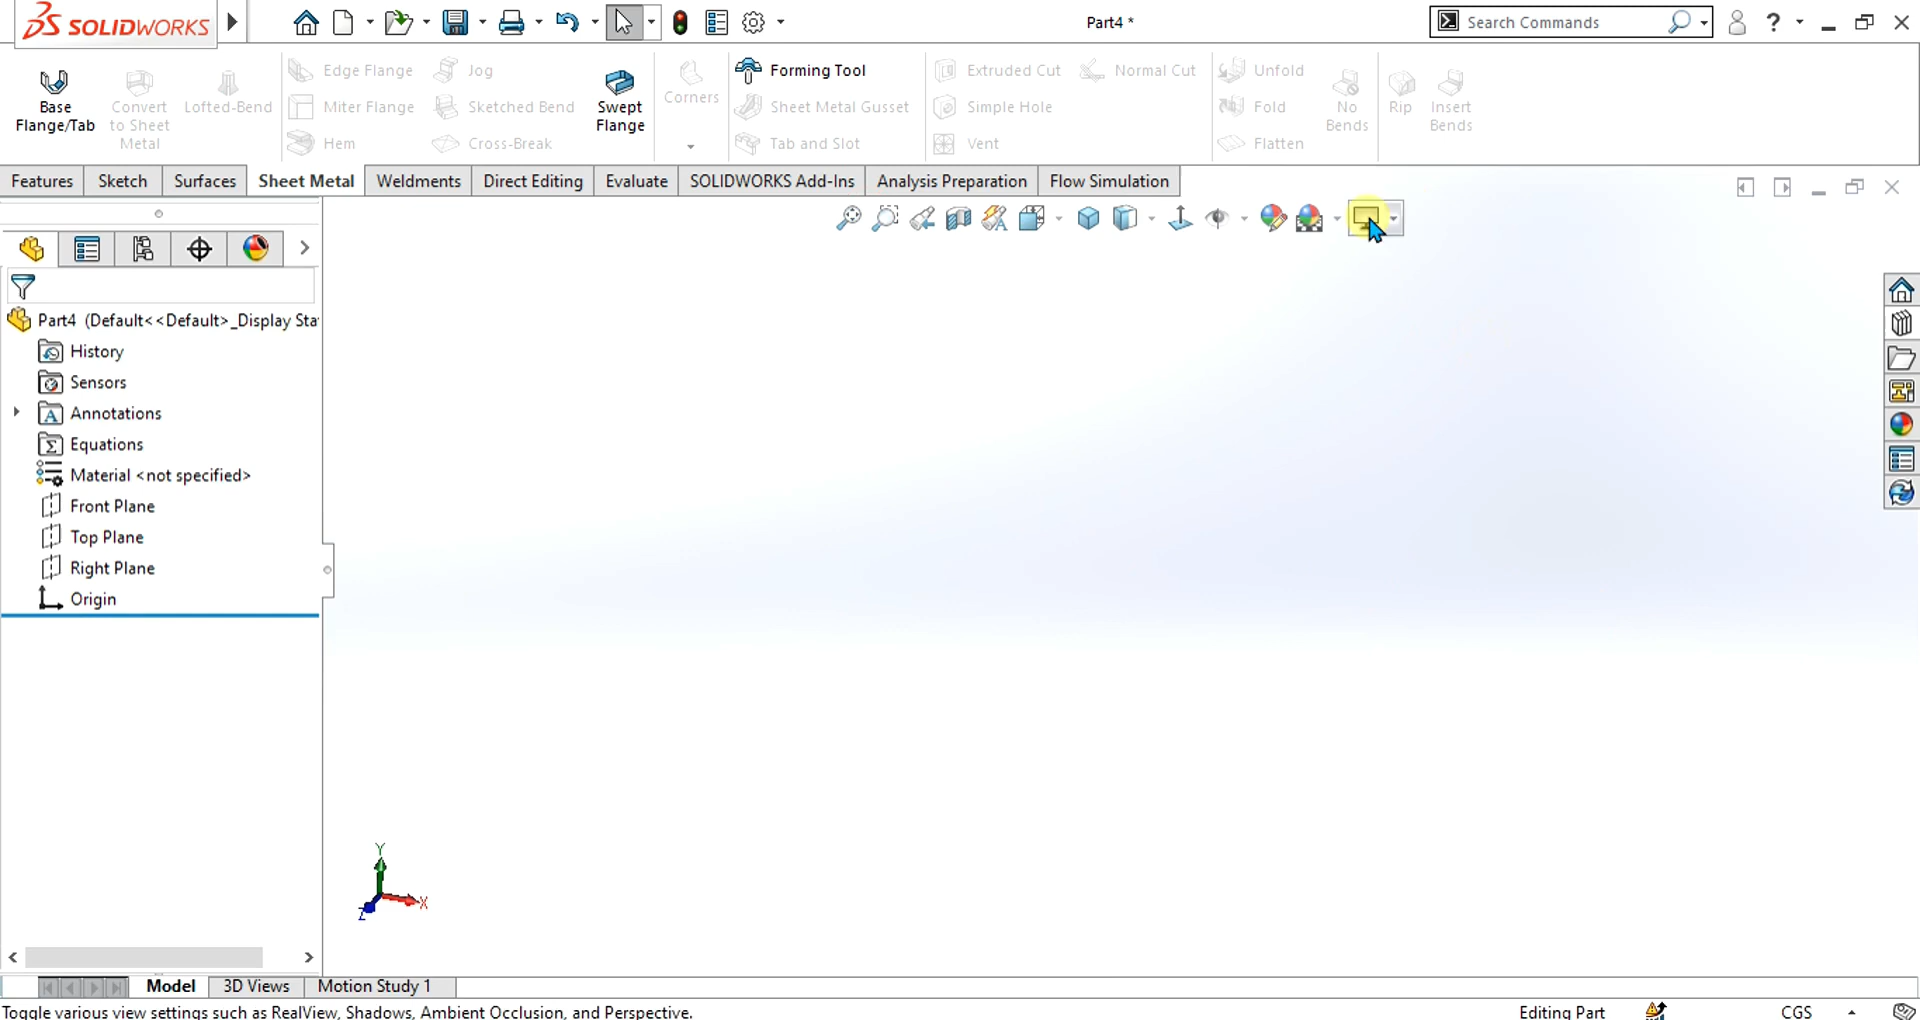 SOLIDWORKS
Part4 *
Search Commands
?
Base Flange/Tab
Convert to Sheet Metal
Lofted-Bend
Edge Flange
Miter Flange
Hem
Jog
Sketched Bend
Cross-Break
Swept Flange
Corners
Forming Tool
Sheet Metal Gusset
Tab and Slot
Extruded Cut
Simple Hole
Vent
Normal Cut
Unfold
Fold
Flatten
No Bends
Rip
Insert Bends
Features Sketch Surfaces Sheet Metal Weldments Direct Editing Evaluate SOLIDWORKS Add-Ins Analysis Preparation Flow Simulation
Part4 (Default<<Default>_Display Sta
History
Sensors
Annotations
Equations
Material <not specified>
Front Plane
Top Plane
Right Plane
Origin
Y
X
Z
Model 3D Views Motion Study 1
Toggle various view settings such as RealView, Shadows, Ambient Occlusion, and Perspective.
Editing Part
CGS